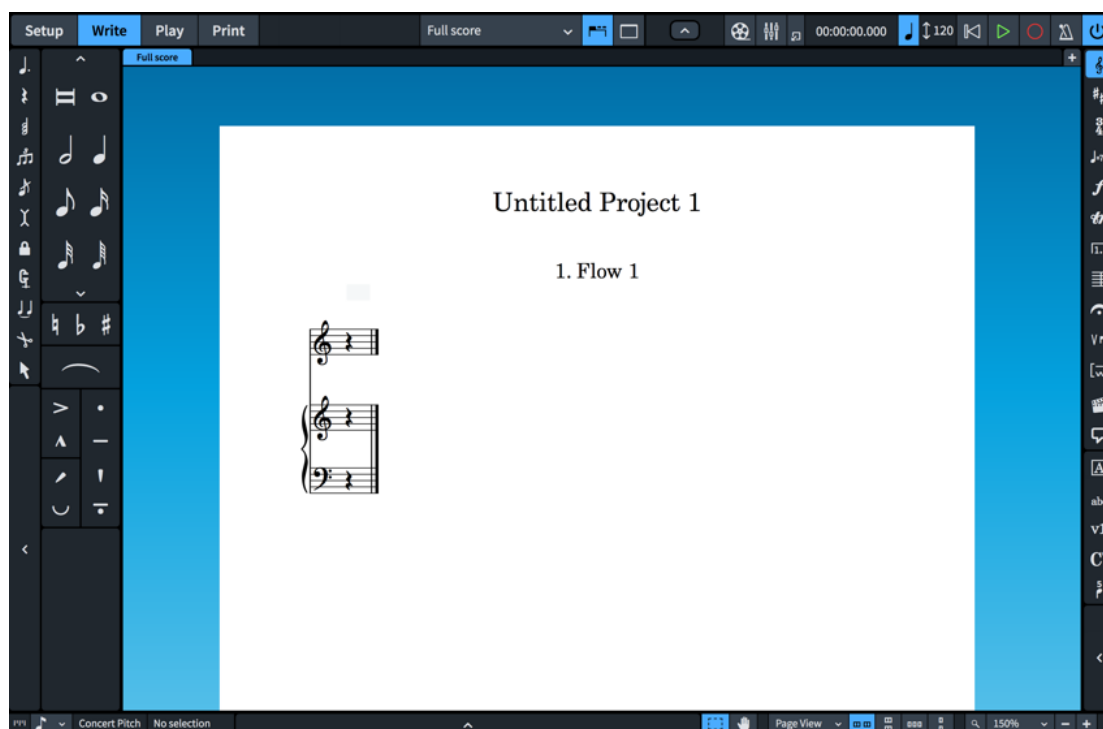 Setup Write Play Print Full score 00:00:00.000 120
Full score
Untitled Project 1
1. Flow 1
Concert Pitch No selection Page View 150%